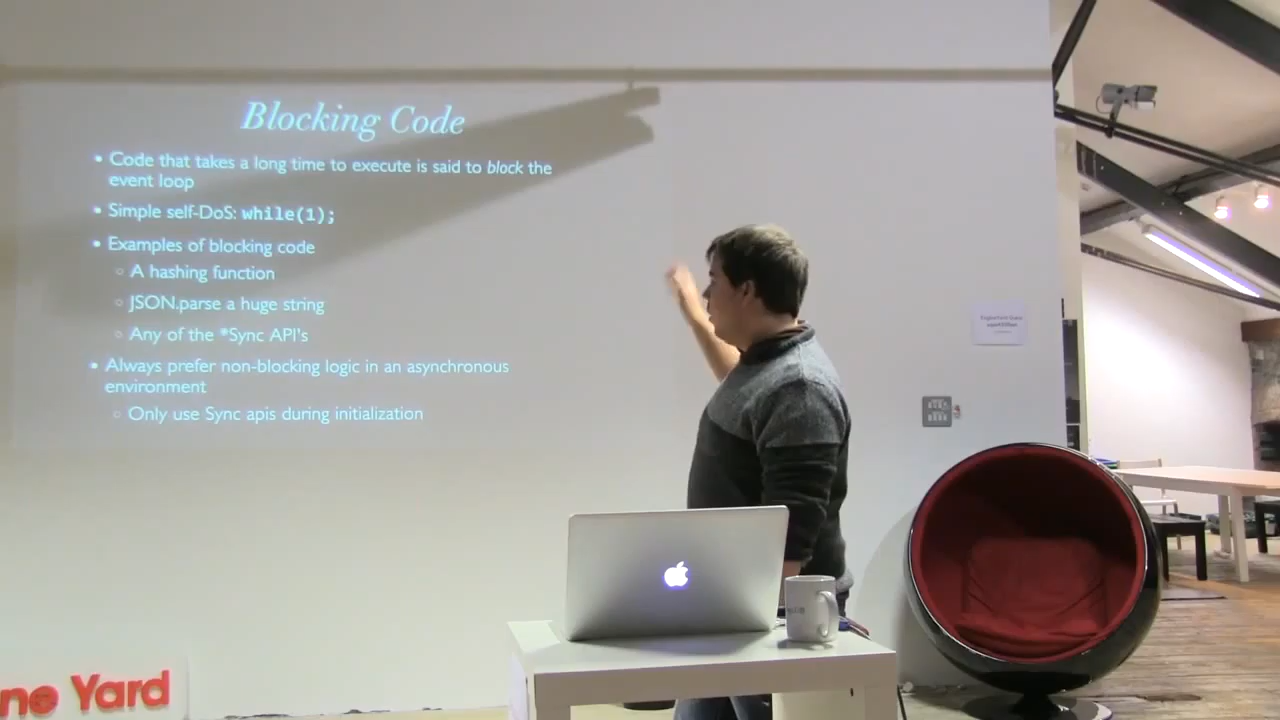 Blocking Code
• Code that takes a long time to execute is said to block the
event loop
• Simple self-DoS: while(1);
• Examples of blocking code
○ A hashing function
○ JSON.parse a huge string
○ Any of the *Sync API's
• Always prefer non-blocking logic in an asynchronous
environment
○ Only use Sync apis during initialization
Yard